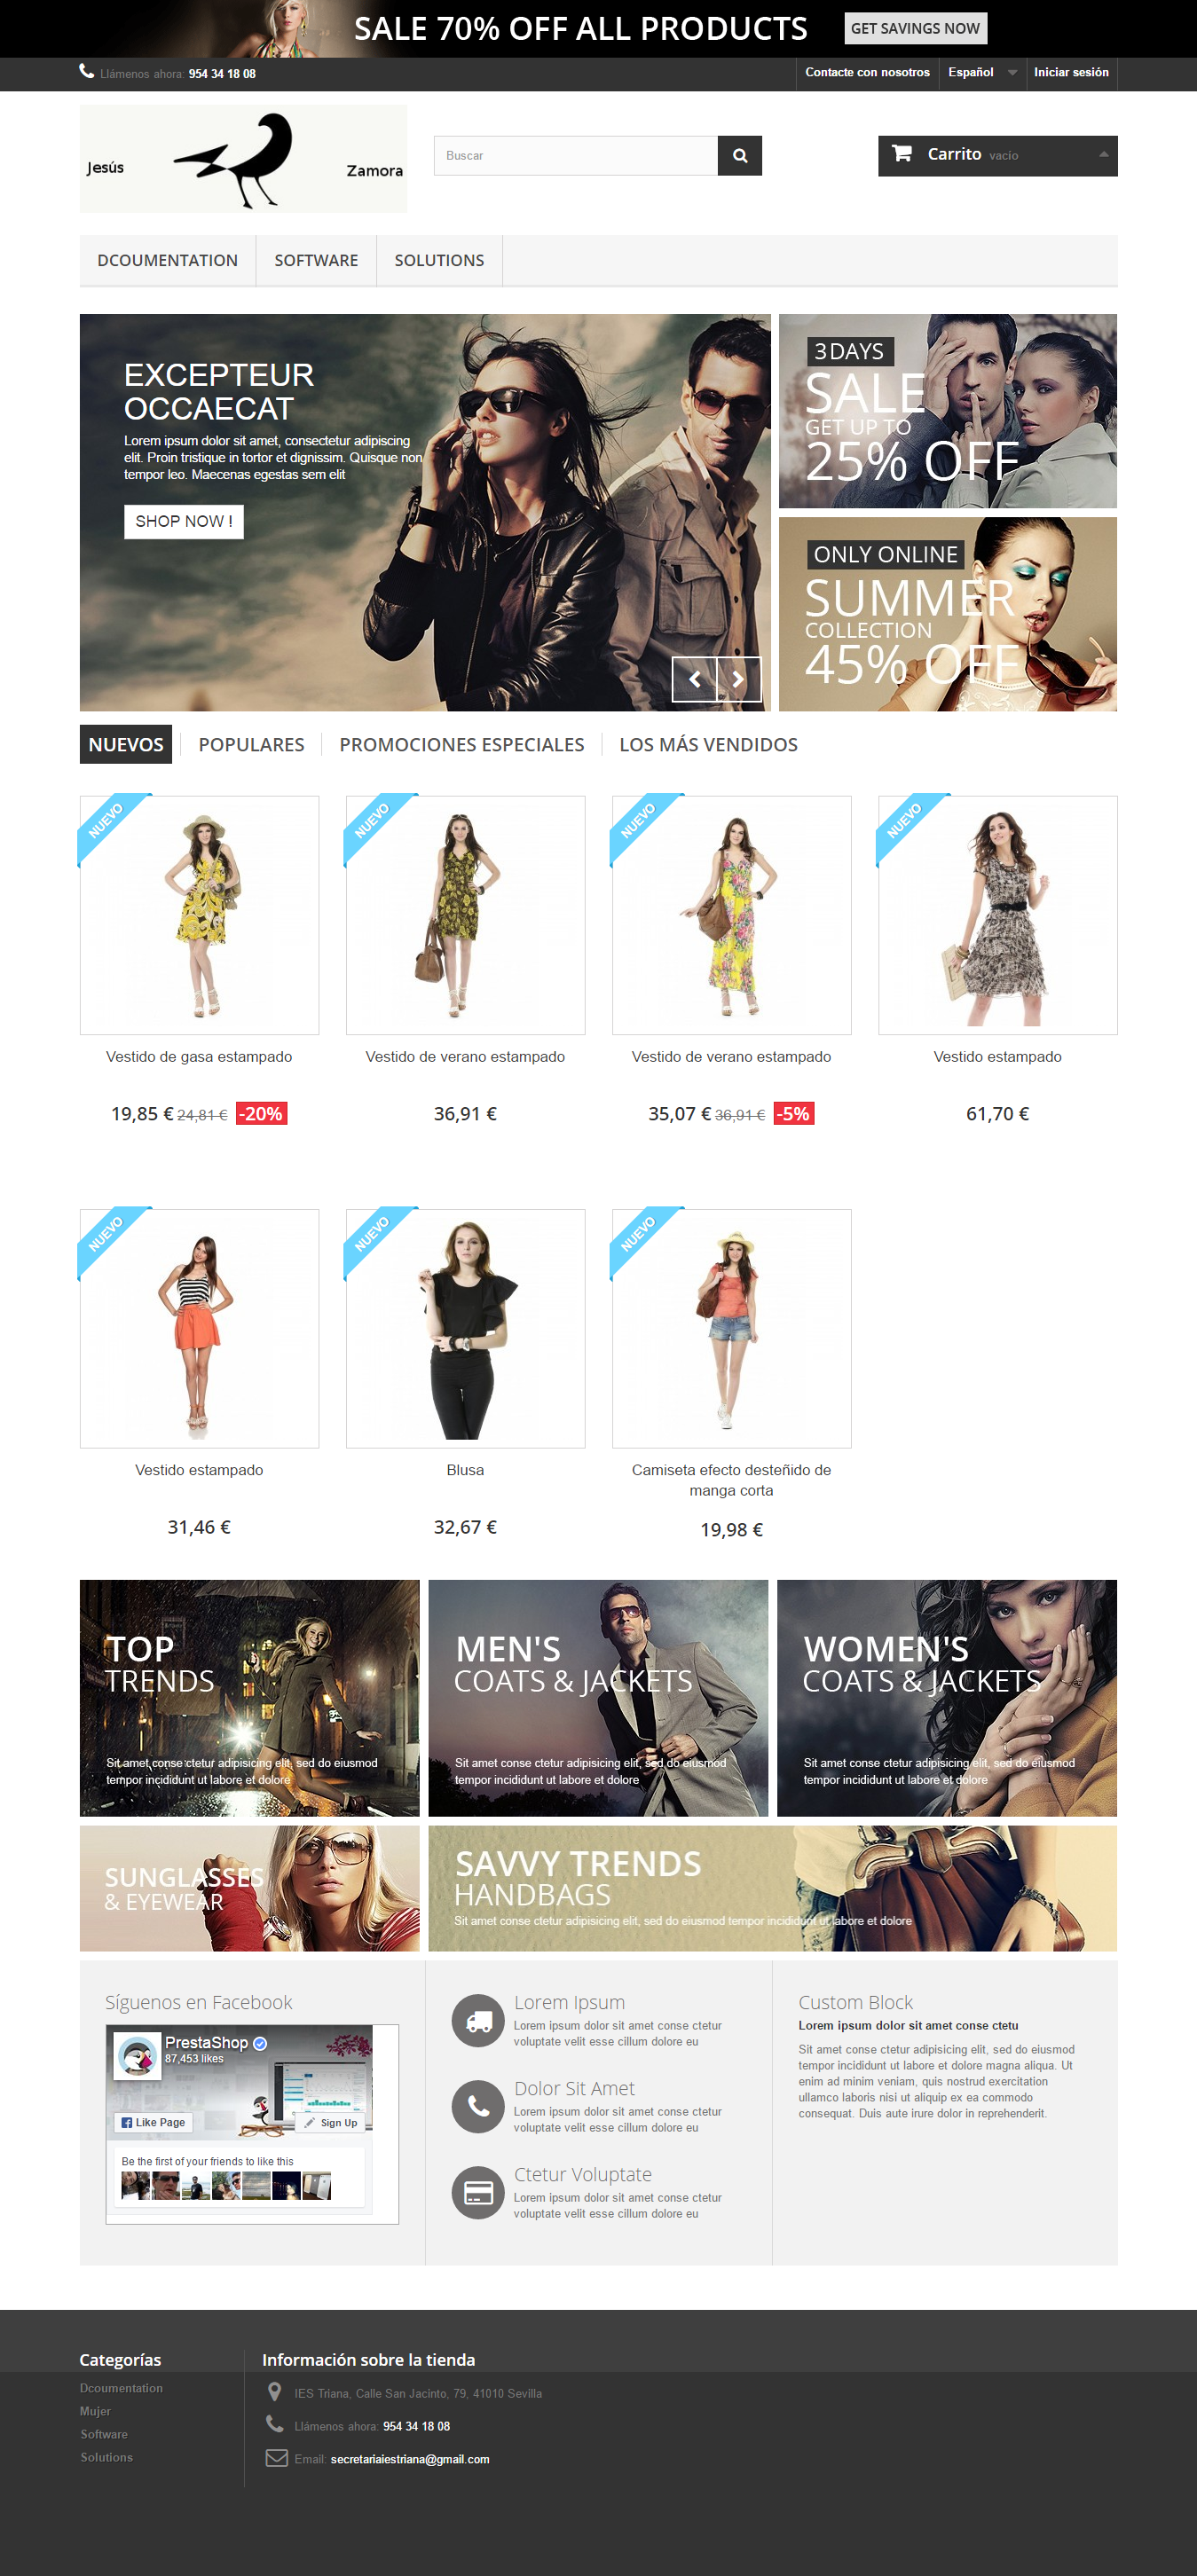 SALE 70% OFF ALL PRODUCTS
GET SAVINGS NOW
Llámenos ahora: 954 34 18 08
Contacte con nosotros
Español
Iniciar sesión
Jesús
Zamora
Buscar
Carrito vacío
DCOUMENTATION
SOFTWARE
SOLUTIONS
EXCEPTEUR
OCCAECAT
Lorem ipsum dolor sit amet, consectetur adipiscing
elit. Proin tristique in tortor et dignissim. Quisque non
tempor leo. Maecenas egestas sem elit
SHOP NOW !
3DAYS
SALE
GET UP TO
25% OFF
ONLY ONLINE
SUMMER
COLLECTION
45% OFF
NUEVOS
POPULARES
PROMOCIONES ESPECIALES
LOS MÁS VENDIDOS
NUEVO
NUEVO
NUEVO
NUEVO
Vestido de gasa estampado
Vestido de verano estampado
Vestido de verano estampado
Vestido estampado
19,85 € 24,81 € -20%
36,91 €
35,07 € 36,91 € -5%
61,70 €
NUEVO
NUEVO
NUEVO
Vestido estampado
Blusa
Camiseta efecto desteñido de
manga corta
31,46 €
32,67 €
19,98 €
TOP
TRENDS
Sit amet conse ctetur adipisicing elit, sed do eiusmod
tempor incididunt ut labore et dolore
MEN'S
COATS & JACKETS
Sit amet conse ctetur adipisicing elit, sed do eiusmod
tempor incididunt ut labore et dolore
WOMEN'S
COATS & JACKETS
Sit amet conse ctetur adipisicing elit, sed do eiusmod
tempor incididunt ut labore et dolore
SUNGLASSES
& EYEWEAR
SAVVY TRENDS
HANDBAGS
Sit amet conse ctetur adipisicing elit, sed do eiusmod tempor incididunt ut labore et dolore
Síguenos en Facebook
PrestaShop
87,453 likes
Like Page
Sign Up
Be the first of your friends to like this
Lorem Ipsum
Lorem ipsum dolor sit amet conse ctetur
voluptate velit esse cillum dolore eu
Dolor Sit Amet
Lorem ipsum dolor sit amet conse ctetur
voluptate velit esse cillum dolore eu
Ctetur Voluptate
Lorem ipsum dolor sit amet conse ctetur
voluptate velit esse cillum dolore eu
Custom Block
Lorem ipsum dolor sit amet conse ctetu
Sit amet conse ctetur adipisicing elit, sed do eiusmod
tempor incididunt ut labore et dolore magna aliqua. Ut
enim ad minim veniam, quis nostrud exercitation
ullamco laboris nisi ut aliquip ex ea commodo
consequat. Duis aute irure dolor in reprehenderit.
Categorías
Dcoumentation
Mujer
Software
Solutions
Información sobre la tienda
IES Triana, Calle San Jacinto, 79, 41010 Sevilla
Llámenos ahora: 954 34 18 08
Email: secretariaiestriana@gmail.com